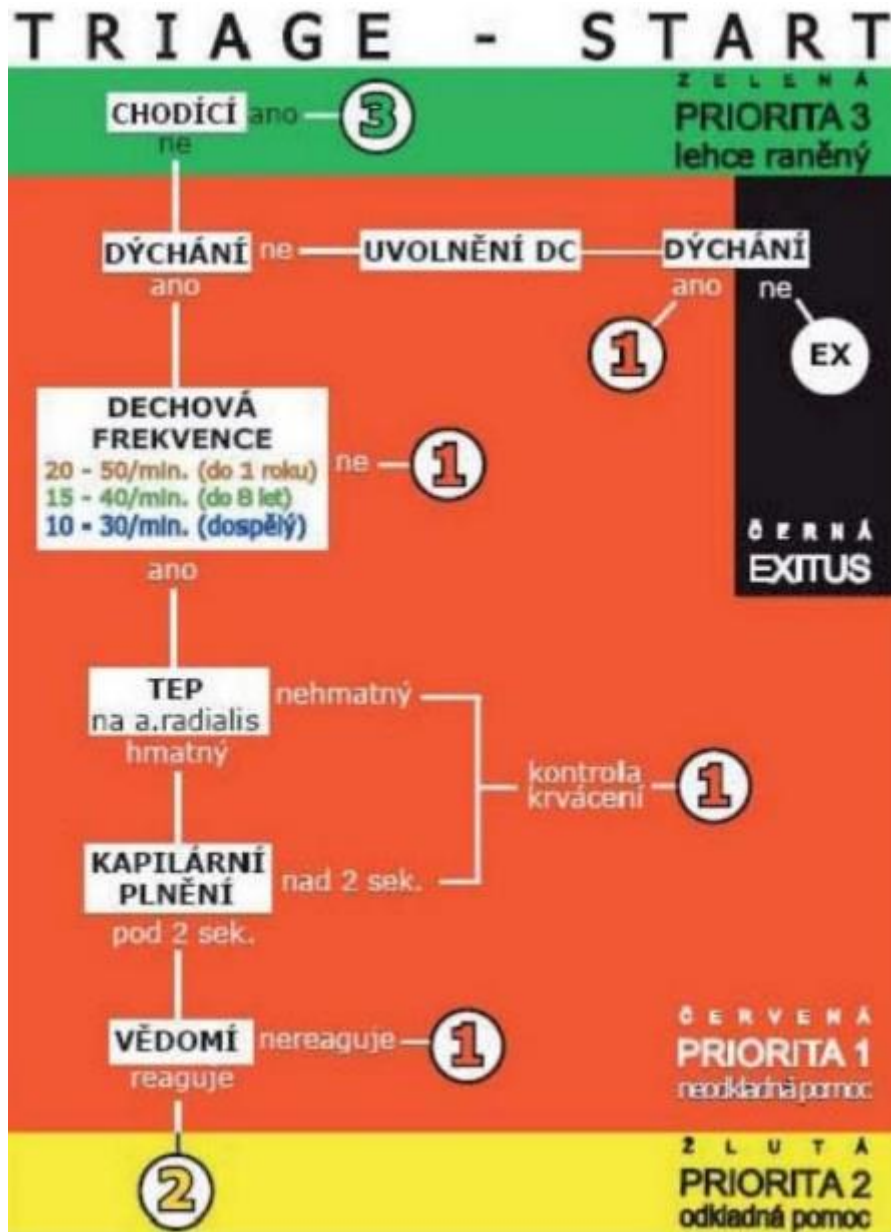 TRIAGE - START
ZELENÁ
CHODÍCÍ ano 3 PRIORITA 3
ne lehce raněný
DÝCHÁNÍ ne UVOLNĚNÍ DC DÝCHÁNÍ
ano ano ne
1 EX
DECHOVÁ
FREKVENCE
20 - 50/min. (do 1 roku) ne 1
15 - 40/min. (do 8 let)
10 - 30/min. (dospělý)
ČERNÁ
EXITUS
ano
TEP nehmatný
na a.radialis
hmatný
kontrola
krvácení 1
KAPILÁRNÍ
PLNĚNÍ nad 2 sek.
pod 2 sek.
ČERVENÁ
VĚDOMÍ nereaguje 1 PRIORITA 1
reaguje neodkladná pomoc
ŽLUTÁ
2 PRIORITA 2
odkladná pomoc